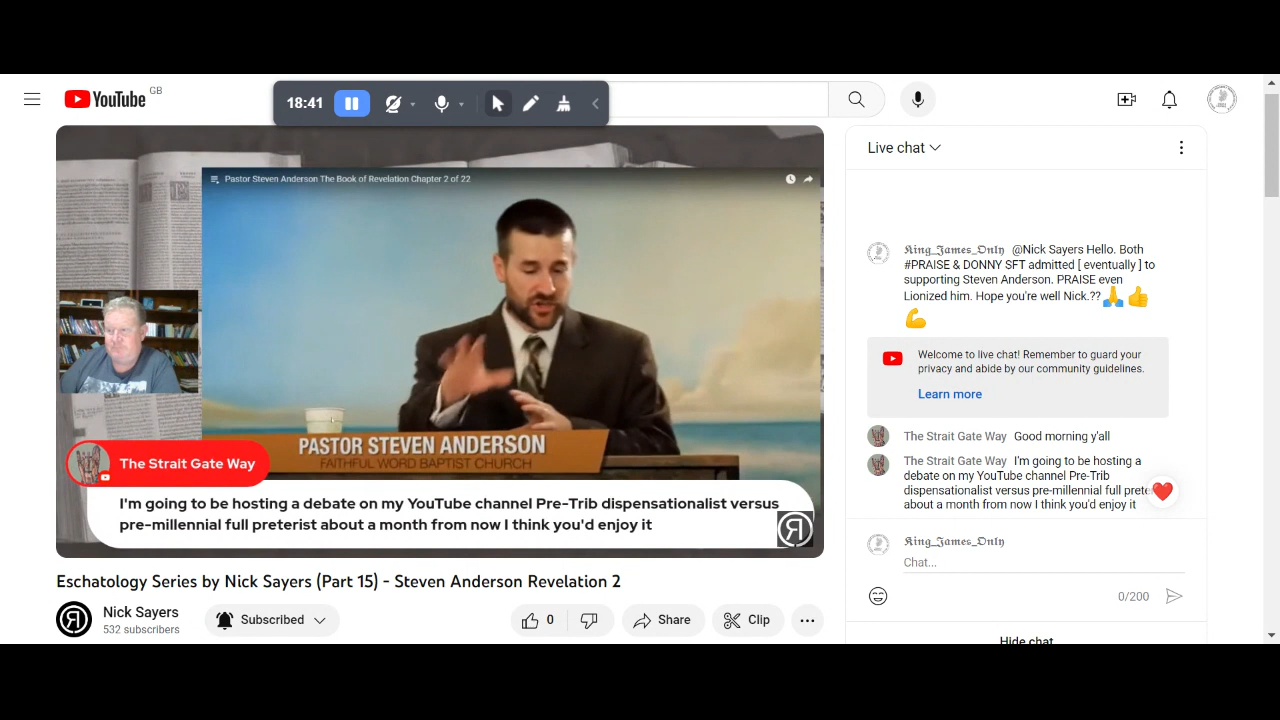 YouTube GB
18:41
Live chat
Pastor Steven Anderson The Book of Revelation Chapter 2 of 22
𝕶𝖎𝖓𝖌_𝕵𝖆𝖒𝖊𝖘_𝕺𝖓𝖑𝖞 @Nick Sayers Hello. Both
#PRAISE & DONNY SFT admitted [ eventually ] to
supporting Steven Anderson. PRAISE even
Lionized him. Hope you're well Nick.??🙏👍
💪
Welcome to live chat! Remember to guard your
privacy and abide by our community guidelines.
Learn more
The Strait Gate Way Good morning y'all
The Strait Gate Way I'm going to be hosting a
debate on my YouTube channel Pre-Trib
dispensationalist versus pre-millennial full prete
about a month from now I think you'd enjoy it
PASTOR STEVEN ANDERSON
FAITHFUL WORD BAPTIST CHURCH
The Strait Gate Way
I'm going to be hosting a debate on my YouTube channel Pre-Trib dispensationalist versus
pre-millennial full preterist about a month from now I think you'd enjoy it
𝕶𝖎𝖓𝖌_𝕵𝖆𝖒𝖊𝖘_𝕺𝖓𝖑𝖞
Chat...
0/200
Hide chat
Eschatology Series by Nick Sayers (Part 15) - Steven Anderson Revelation 2
Nick Sayers
532 subscribers
Subscribed
0
Share
Clip